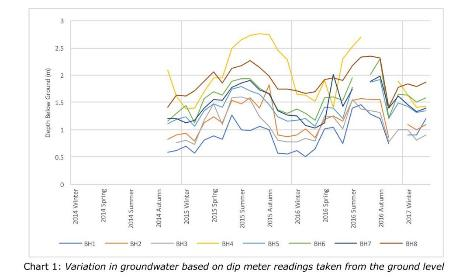 3
2.5
2
1.5
1
0.5
0
Depth Below Ground (m)
2014 Winter
2014 Spring
2014 Summer
2014 Autumn
2015 Winter
2015 Spring
2015 Summer
2015 Autumn
2016 Winter
2016 Spring
2016 Summer
2016 Autumn
2017 Winter
BH1 BH2 BH3 BH4 BH5 BH6 BH7 BH8
Chart 1: Variation in groundwater based on dip meter readings taken from the ground level